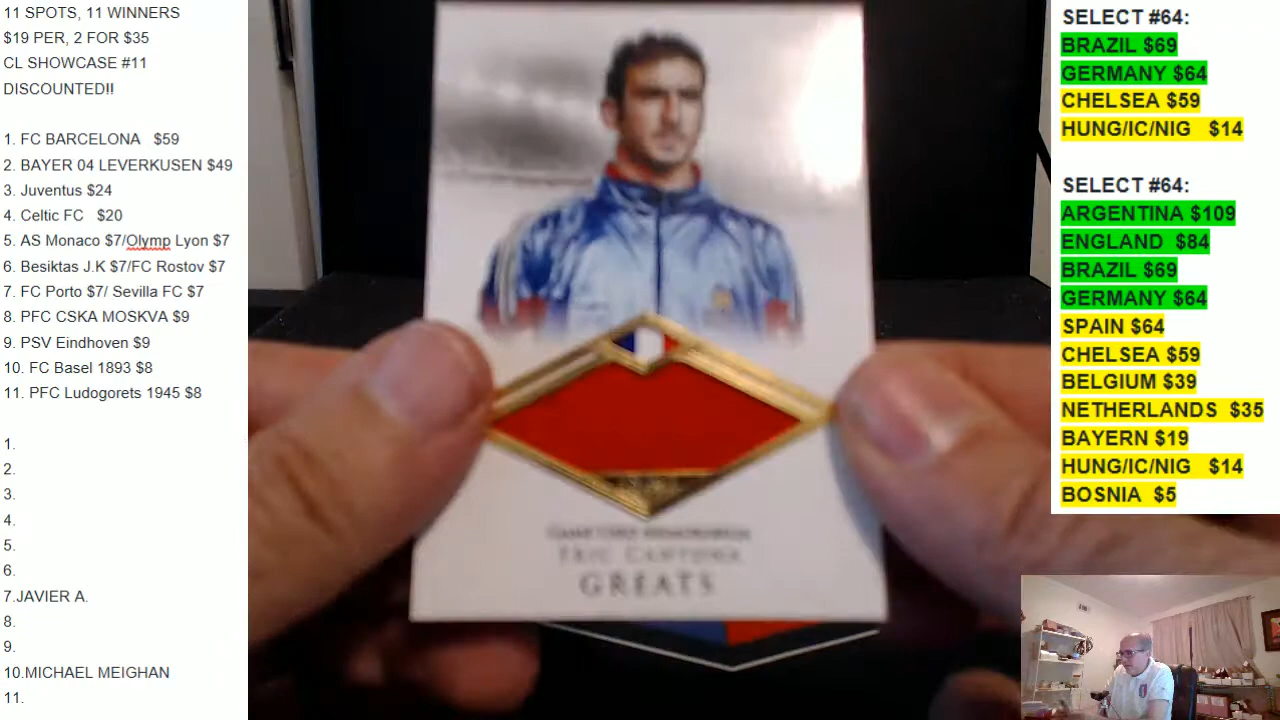 11 SPOTS, 11 WINNERS
$19 PER, 2 FOR $35
CL SHOWCASE #11
DISCOUNTED!!
1. FC BARCELONA $59
2. BAYER 04 LEVERKUSEN $49
3. Juventus $24
4. Celtic FC $20
5. AS Monaco $7/Olymp Lyon $7
6. Besiktas J.K $7/FC Rostov $7
7. FC Porto $7/ Sevilla FC $7
8. PFC CSKA MOSKVA $9
9. PSV Eindhoven $9
10. FC Basel 1893 $8
11. PFC Ludogorets 1945 $8
1.
2.
3.
4.
5.
6.
7.JAVIER A.
8.
9.
10.MICHAEL MEIGHAN
11.
GAME USED MEMORABILIA
ERIC CANTONA
GREATS
SELECT #64:
BRAZIL $69
GERMANY $64
CHELSEA $59
HUNG/IC/NIG $14
SELECT #64:
ARGENTINA $109
ENGLAND $84
BRAZIL $69
GERMANY $64
SPAIN $64
CHELSEA $59
BELGIUM $39
NETHERLANDS $35
BAYERN $19
HUNG/IC/NIG $14
BOSNIA $5